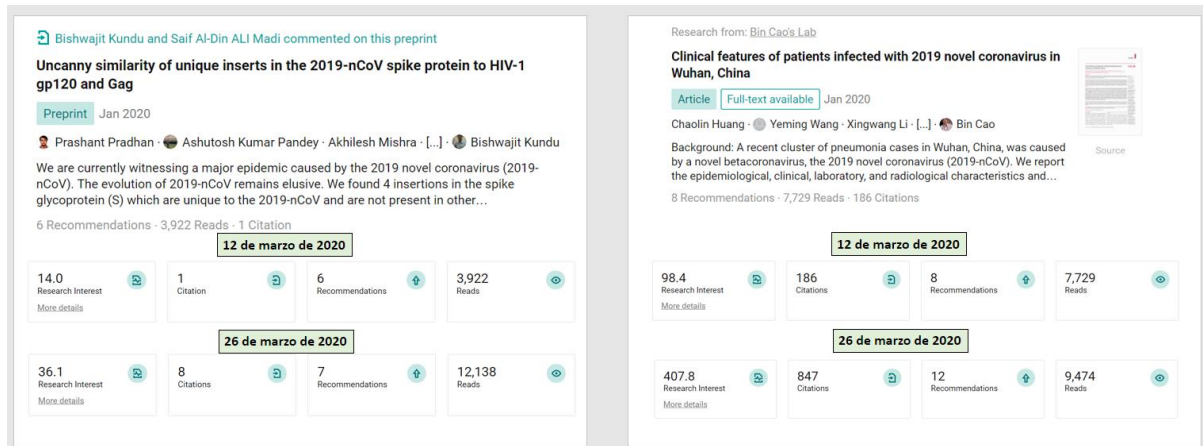 Bishwajit Kundu and Saif Al-Din ALI Madi commented on this preprint
Uncanny similarity of unique inserts in the 2019-nCoV spike protein to HIV-1
gp120 and Gag
Preprint Jan 2020
Prashant Pradhan · Ashutosh Kumar Pandey · Akhilesh Mishra · [...] · Bishwajit Kundu
We are currently witnessing a major epidemic caused by the 2019 novel coronavirus (2019-
nCoV). The evolution of 2019-nCoV remains elusive. We found 4 insertions in the spike
glycoprotein (S) which are unique to the 2019-nCoV and are not present in other…
6 Recommendations · 3,922 Reads · 1 Citation
12 de marzo de 2020
14.0 1 6 3,922
Research Interest Citation Recommendations Reads
More details
26 de marzo de 2020
36.1 8 7 12,138
Research Interest Citations Recommendations Reads
More details
Research from: Bin Cao's Lab
Clinical features of patients infected with 2019 novel coronavirus in
Wuhan, China
Article Full-text available Jan 2020
Chaolin Huang · Yeming Wang · Xingwang Li · [...] · Bin Cao
Background: A recent cluster of pneumonia cases in Wuhan, China, was caused
by a novel betacoronavirus, the 2019 novel coronavirus (2019-nCoV). We report
the epidemiological, clinical, laboratory, and radiological characteristics and…
Source
8 Recommendations · 7,729 Reads · 186 Citations
12 de marzo de 2020
98.4 186 8 7,729
Research Interest Citations Recommendations Reads
More details
26 de marzo de 2020
407.8 847 12 9,474
Research Interest Citations Recommendations Reads
More details